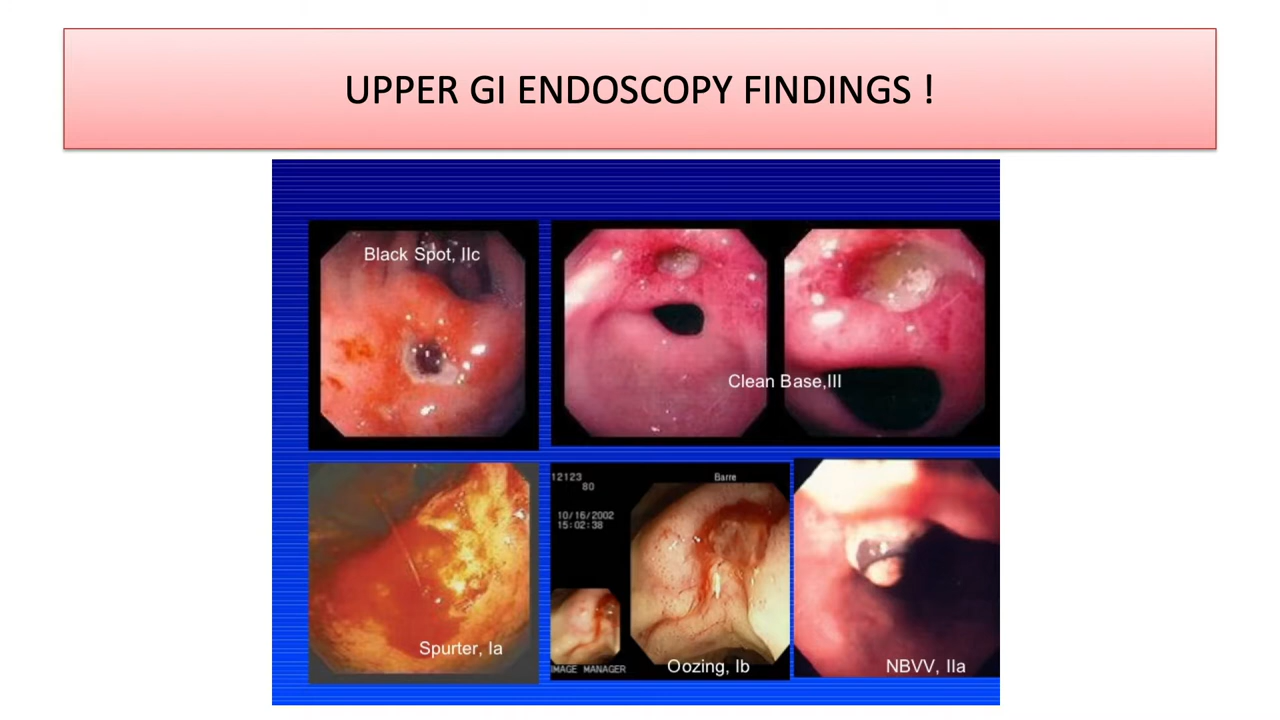 UPPER GI ENDOSCOPY FINDINGS !
Black Spot, IIc
Clean Base,III
12123
80
Barre
10/16/2002
15:02:38
Spurter, Ia
IMAGE MANAGER
Oozing, Ib
NBVV, IIa